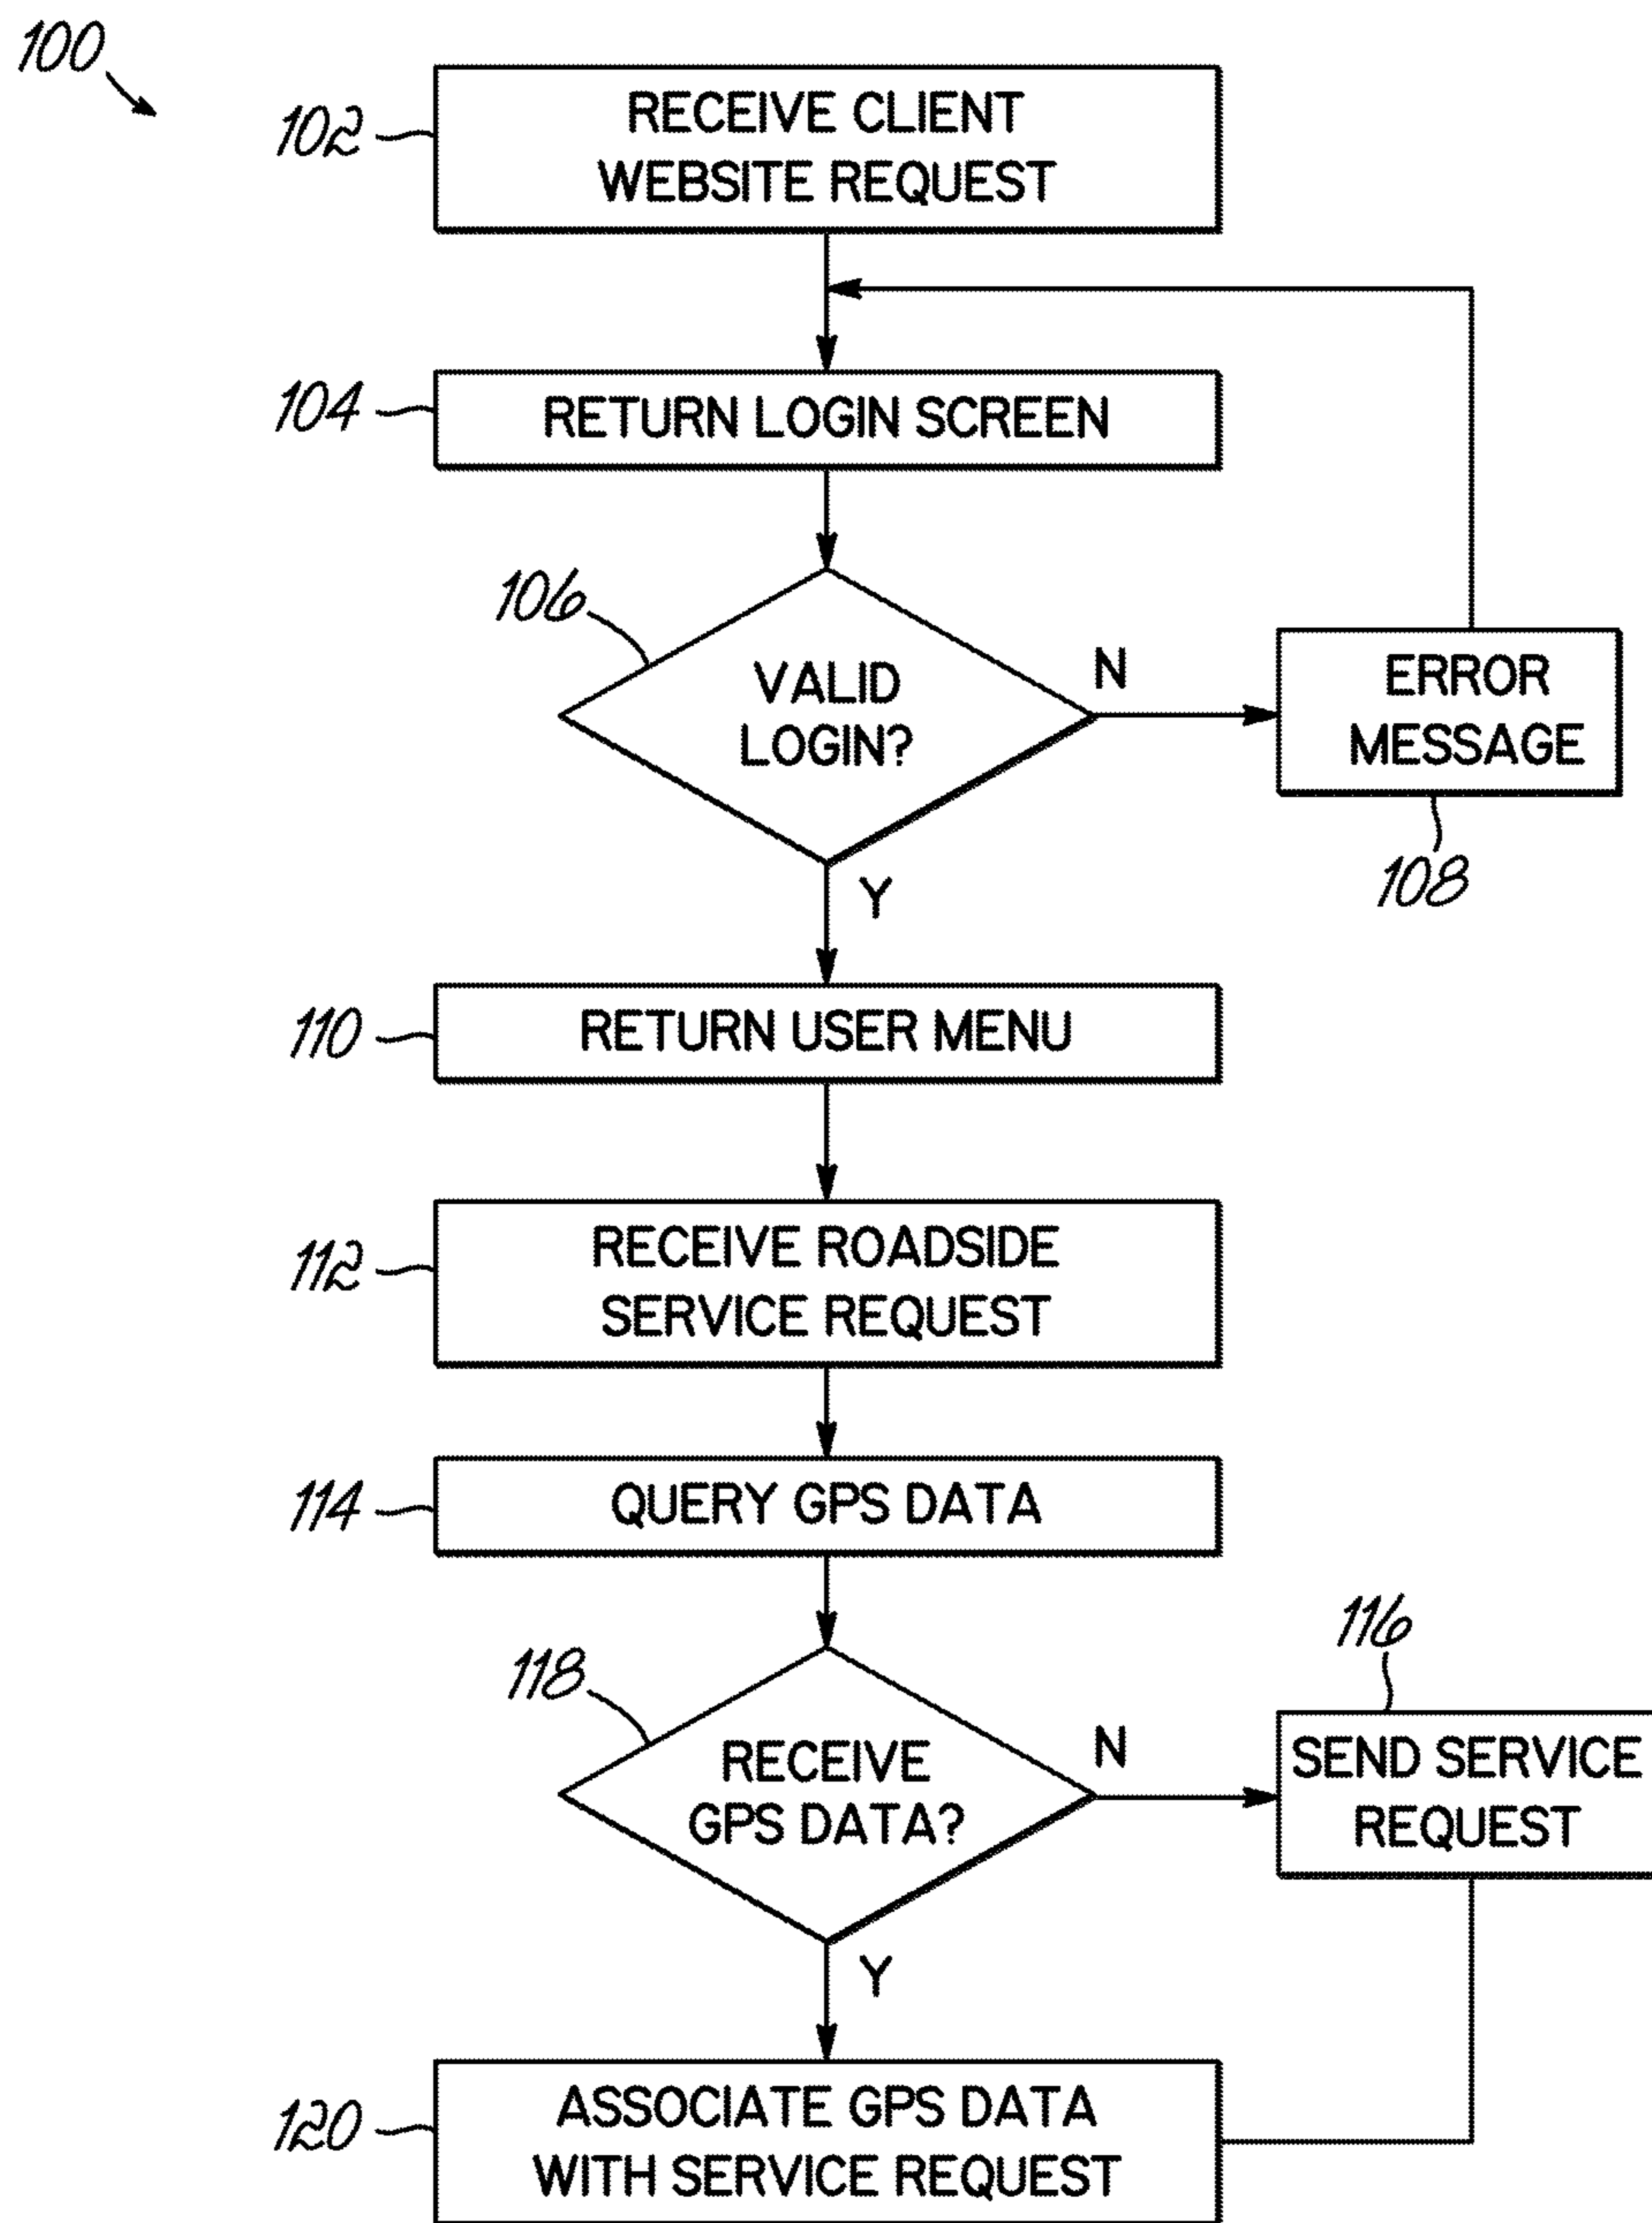 100
102
RECEIVE CLIENT
WEBSITE REQUEST
104
RETURN LOGIN SCREEN
106
VALID
LOGIN?
N
ERROR
MESSAGE
108
Y
110
RETURN USER MENU
112
RECEIVE ROADSIDE
SERVICE REQUEST
114
QUERY GPS DATA
116
118
RECEIVE
GPS DATA?
N
SEND SERVICE
REQUEST
Y
120
ASSOCIATE GPS DATA
WITH SERVICE REQUEST